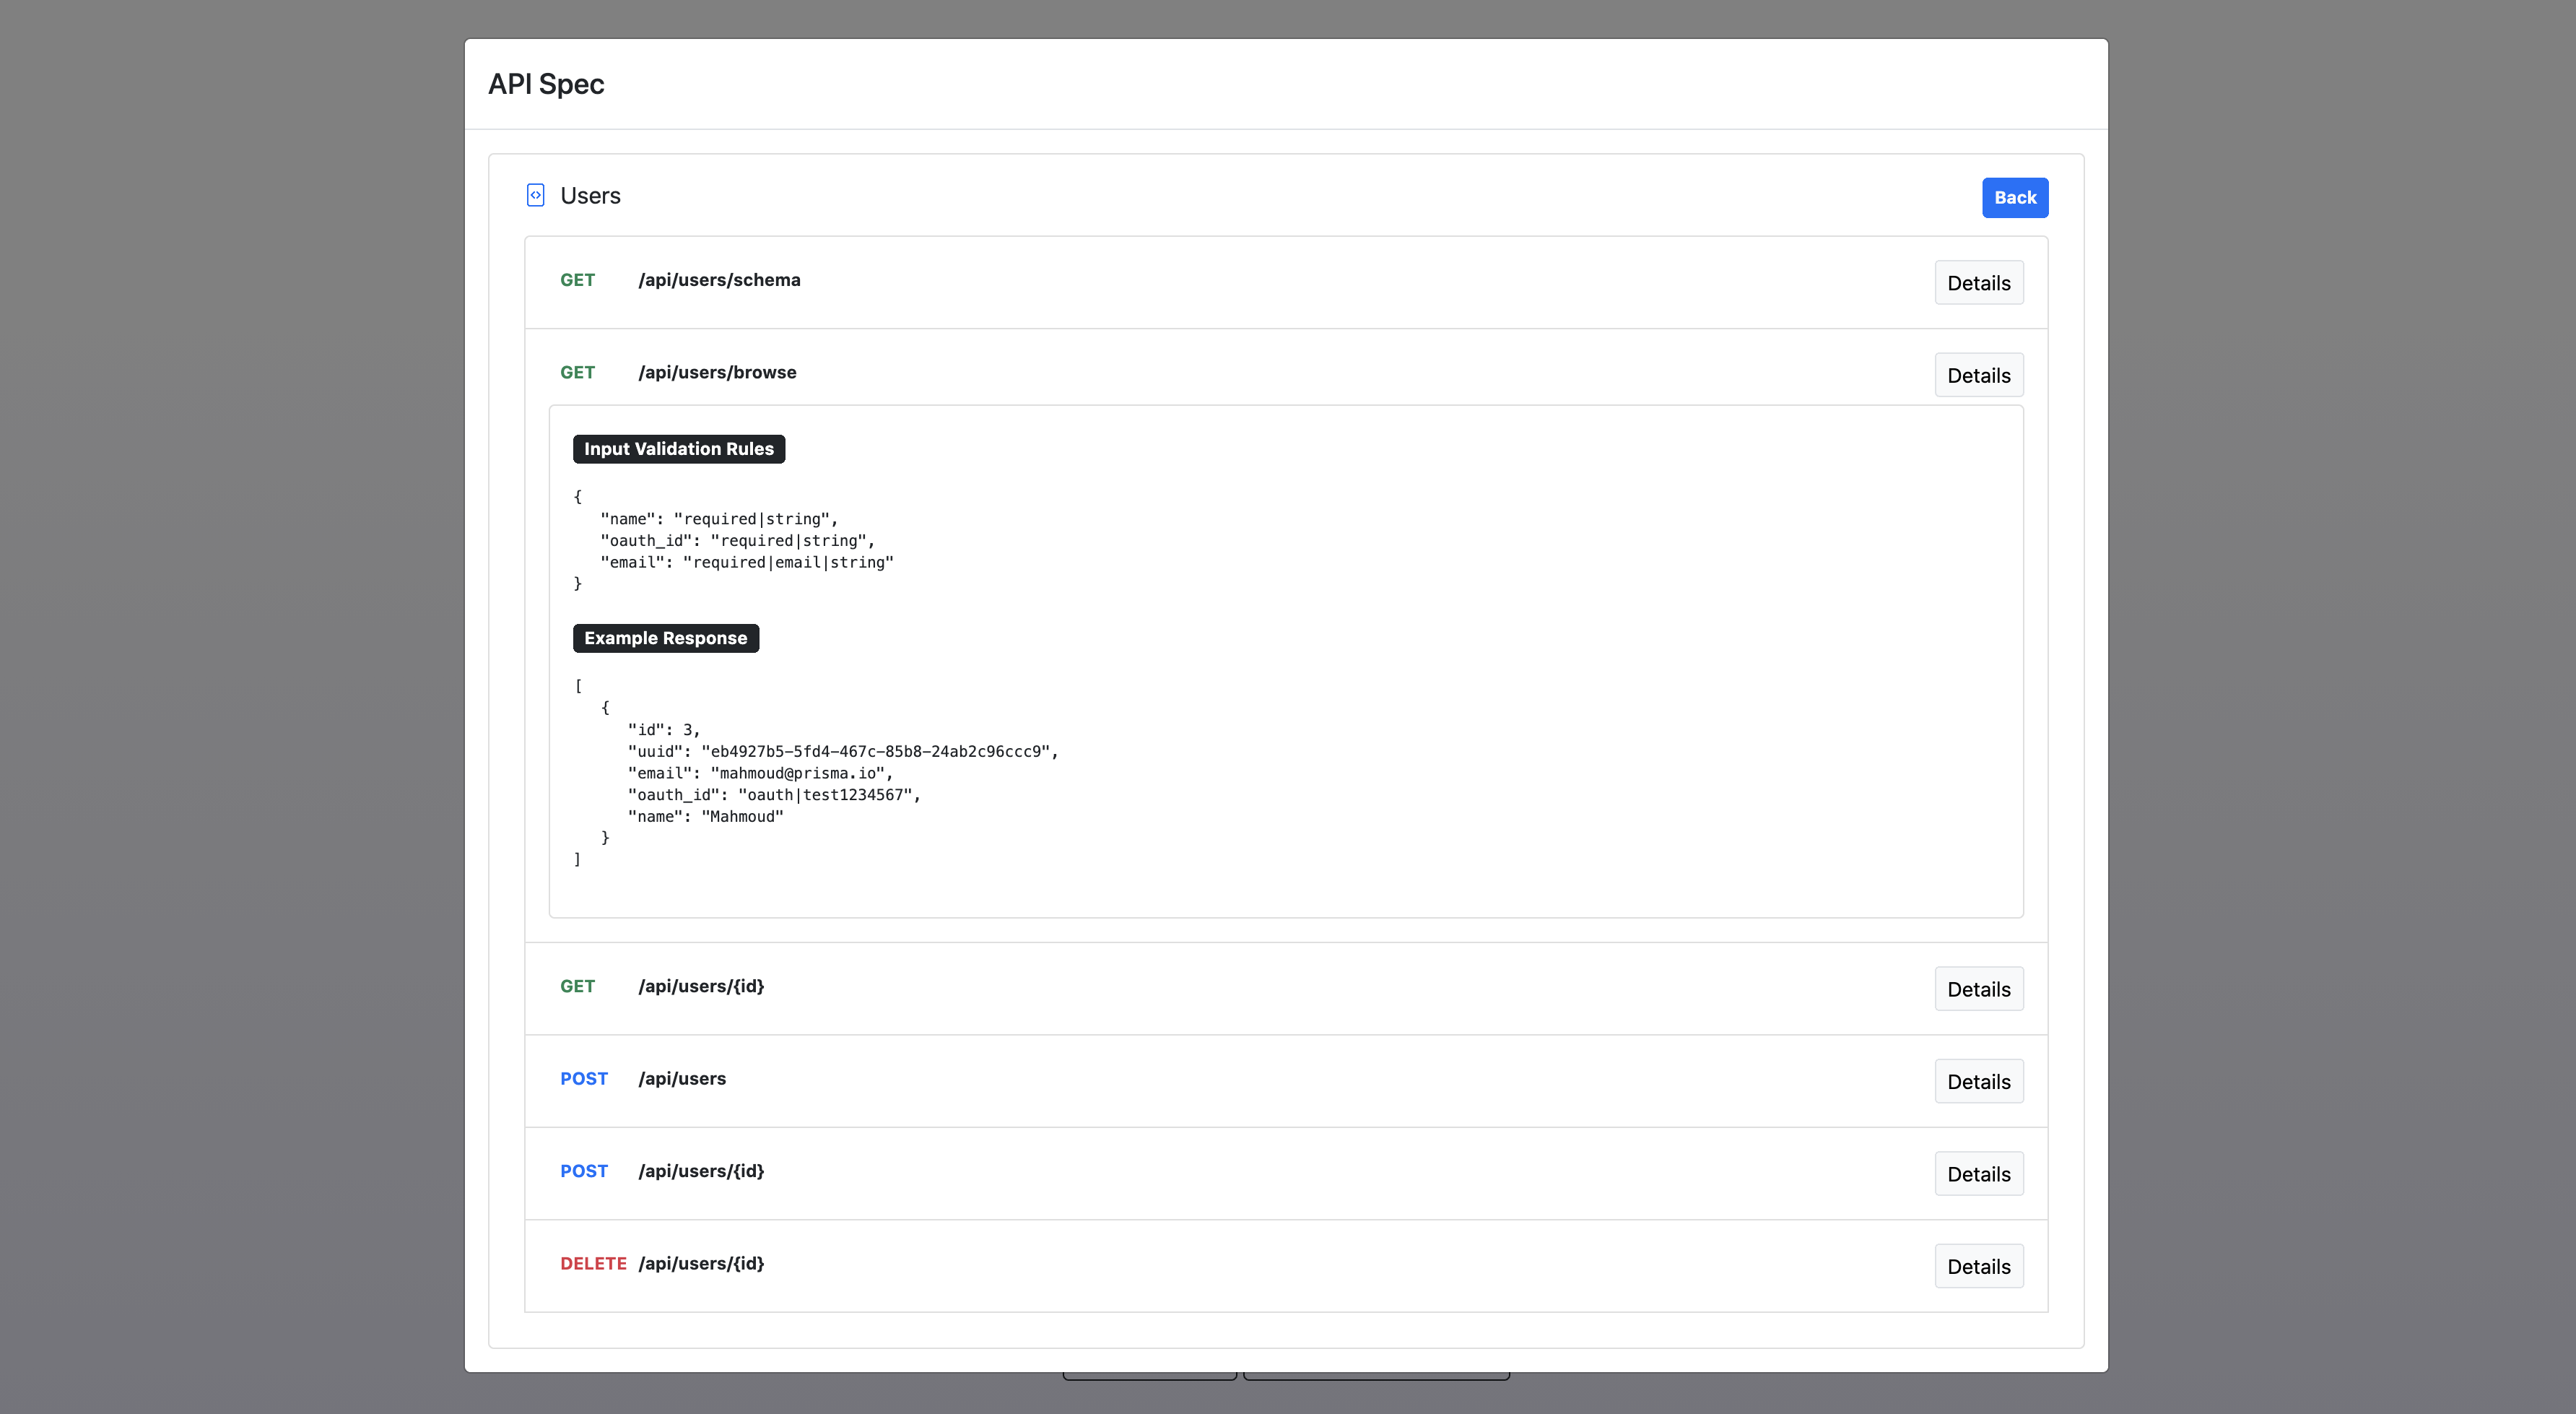 API Spec
Users
Back
GET /api/users/schema Details
GET /api/users/browse Details
Input Validation Rules
{
   "name": "required|string",
   "oauth_id": "required|string",
   "email": "required|email|string"
}
Example Response
[
   {
      "id": 3,
      "uuid": "eb4927b5-5fd4-467c-85b8-24ab2c96ccc9",
      "email": "mahmoud@prisma.io",
      "oauth_id": "oauth|test1234567",
      "name": "Mahmoud"
   }
]
GET /api/users/{id} Details
POST /api/users Details
POST /api/users/{id} Details
DELETE /api/users/{id} Details